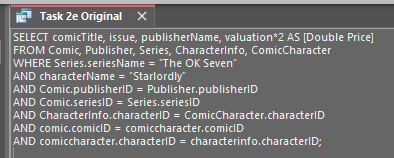 Task 2e Original
SELECT comicTitle, issue, publisherName, valuation*2 AS [Double Price]
FROM Comic, Publisher, Series, CharacterInfo, ComicCharacter
WHERE Series.seriesName = "The OK Seven"
AND characterName = "Starlordly"
AND Comic.publisherID = Publisher.publisherID
AND Comic.seriesID = Series.seriesID
AND CharacterInfo.characterID = ComicCharacter.characterID
AND comic.comicID = comiccharacter.comicID
AND comiccharacter.characterID = characterinfo.characterID;